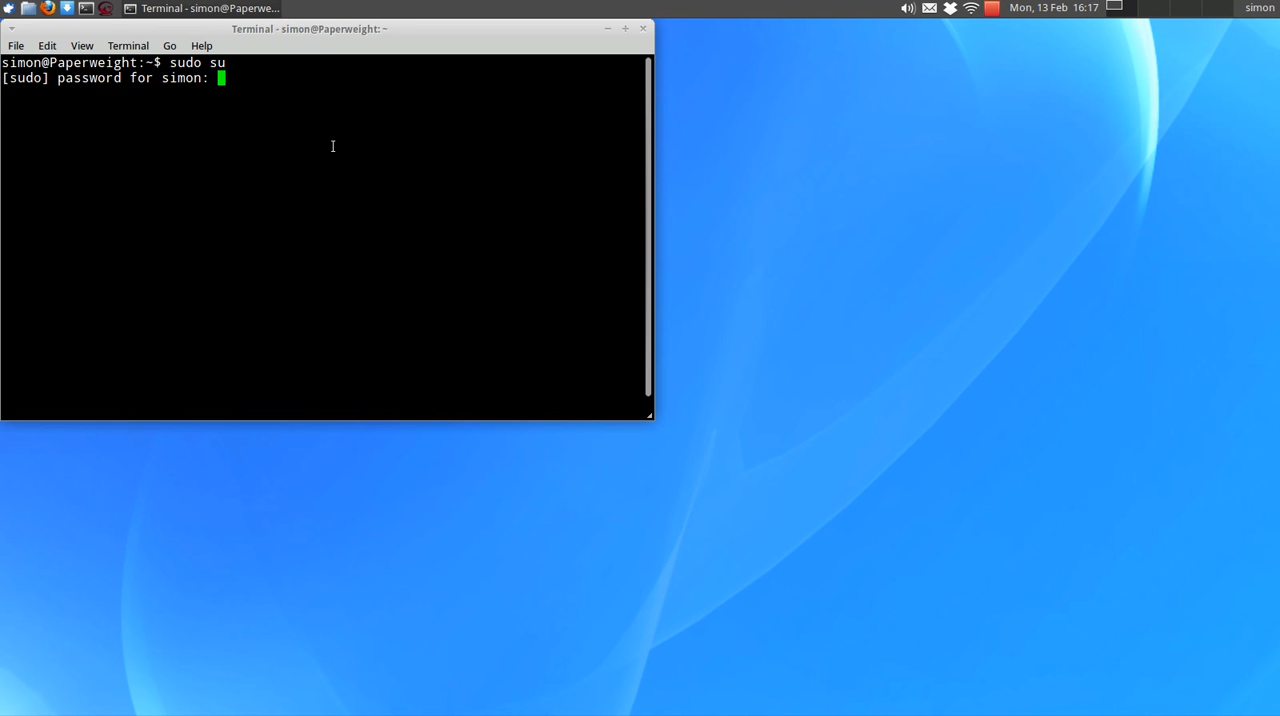 Terminal - simon@Paperwe...
Mon, 13 Feb 16:17
simon
Terminal - simon@Paperweight: ~
File Edit View Terminal Go Help
simon@Paperweight:~$ sudo su
[sudo] password for simon: